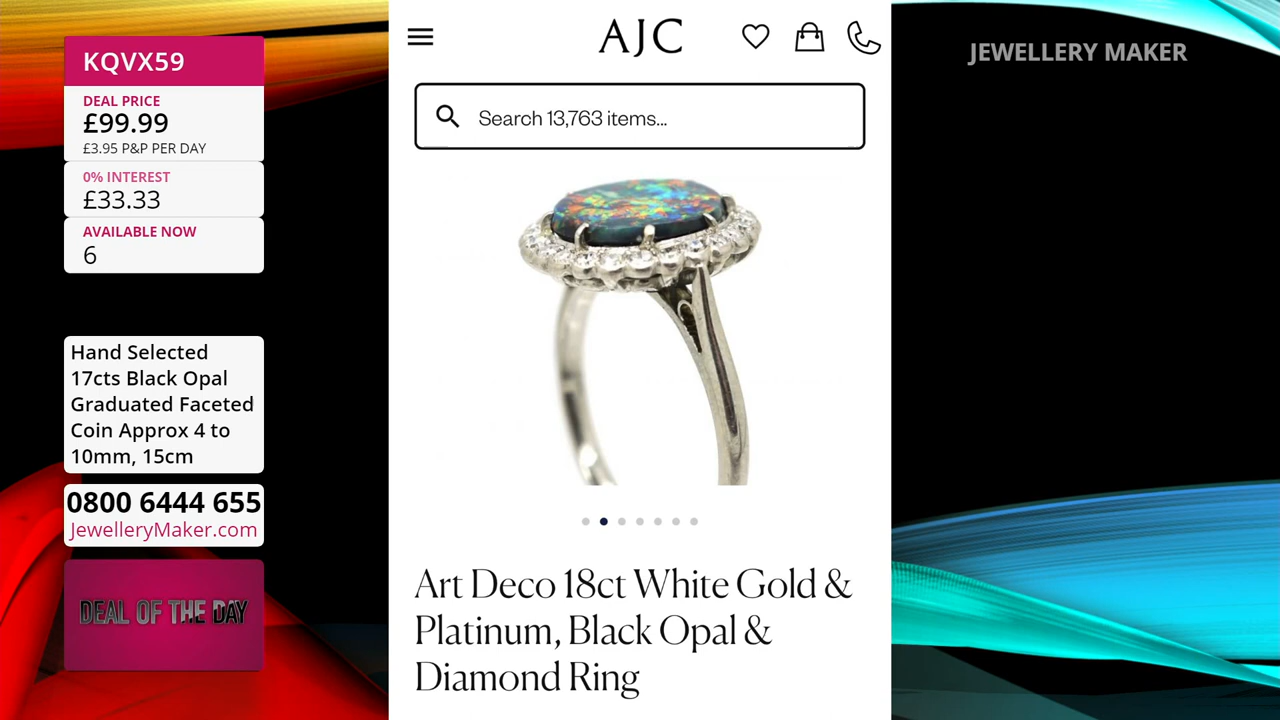 KQVX59
DEAL PRICE
£99.99
£3.95 P&P PER DAY
0% INTEREST
£33.33
AVAILABLE NOW
6
Hand Selected
17cts Black Opal
Graduated Faceted
Coin Approx 4 to
10mm, 15cm
0800 6444 655
JewelleryMaker.com
DEAL OF THE DAY
AJC
Search 13,763 items...
Art Deco 18ct White Gold &
Platinum, Black Opal &
Diamond Ring
JEWELLERY MAKER